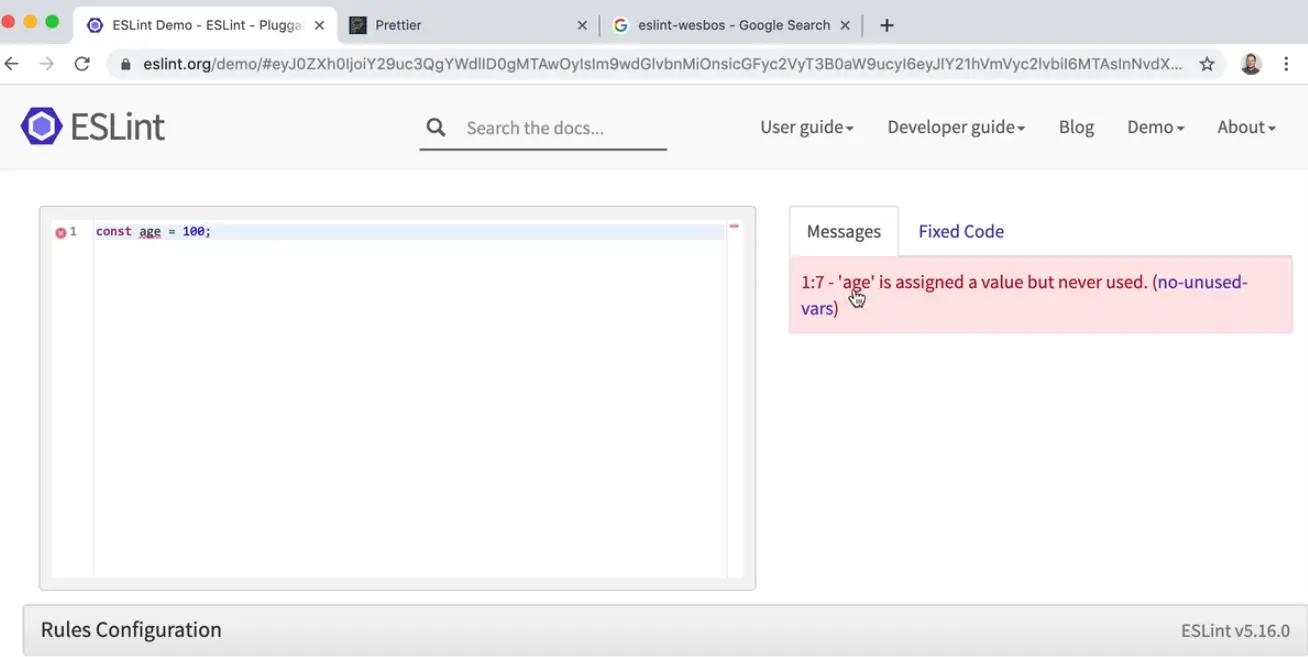 ESLint Demo - ESLint - Plugga
Prettier
eslint-wesbos - Google Search
eslint.org/demo/#eyJ0ZXh0IjoiY29uc3QgYWdlID0gMTAwOyIsIm9wdGlvbnMiOnsicGFyc2VyT3B0aW9ucyI6eyJlY21hVmVyc2lvbiI6MTAsInNvdX...
ESLint
Search the docs...
User guide
Developer guide
Blog
Demo
About
1 const age = 100;
Messages
Fixed Code
1:7 - 'age' is assigned a value but never used. (no-unused-
vars)
Rules Configuration
ESLint v5.16.0